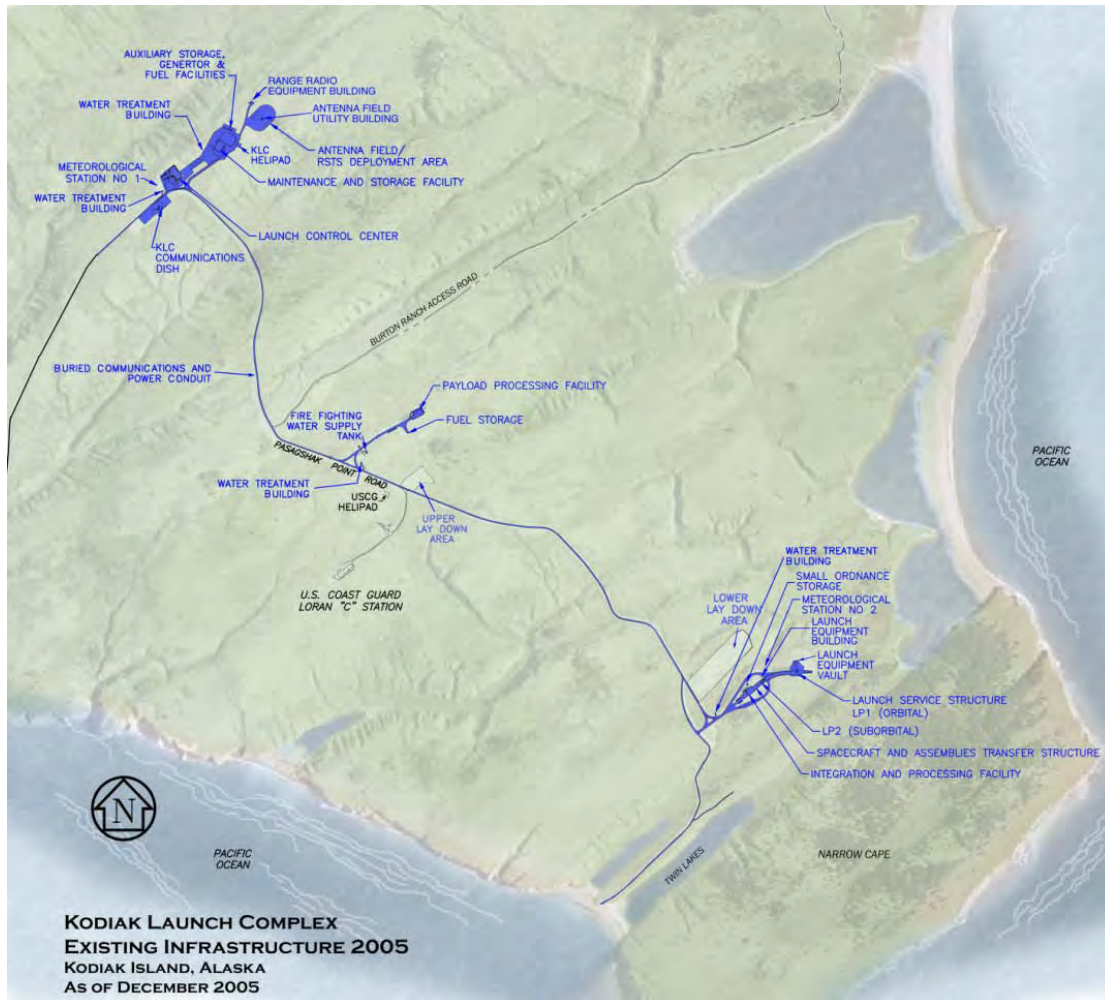 AUXILIARY STORAGE,
GENERTOR &
FUEL FACILITIES
RANGE RADIO
EQUIPMENT BUILDING
WATER TREATMENT
BUILDING
ANTENNA FIELD
UTILITY BUILDING
KLC
HELIPAD
ANTENNA FIELD/
RSTS DEPLOYMENT AREA
METEOROLOGICAL
STATION NO 1
MAINTENANCE AND STORAGE FACILITY
WATER TREATMENT
BUILDING
LAUNCH CONTROL CENTER
KLC
COMMUNICATIONS
DISH
BURTON RANCH ACCESS ROAD
BURIED COMMUNICATIONS AND
POWER CONDUIT
PAYLOAD PROCESSING FACILITY
FIRE FIGHTING
WATER SUPPLY
TANK
FUEL STORAGE
PASAGSHAK POINT ROAD
PACIFIC
OCEAN
WATER TREATMENT
BUILDING
USCG
HELIPAD
UPPER
LAY DOWN
AREA
U.S. COAST GUARD
LORAN "C" STATION
WATER TREATMENT
BUILDING
SMALL ORDNANCE
STORAGE
LOWER
LAY DOWN
AREA
METEOROLOGICAL
STATION NO 2
LAUNCH
EQUIPMENT
BUILDING
LAUNCH
EQUIPMENT
VAULT
LAUNCH SERVICE STRUCTURE
LP1 (ORBITAL)
LP2 (SUBORBITAL)
SPACECRAFT AND ASSEMBLIES TRANSFER STRUCTURE
INTEGRATION AND PROCESSING FACILITY
N
PACIFIC
OCEAN
TWIN LAKES
NARROW CAPE
KODIAK LAUNCH COMPLEX
EXISTING INFRASTRUCTURE 2005
KODIAK ISLAND, ALASKA
AS OF DECEMBER 2005